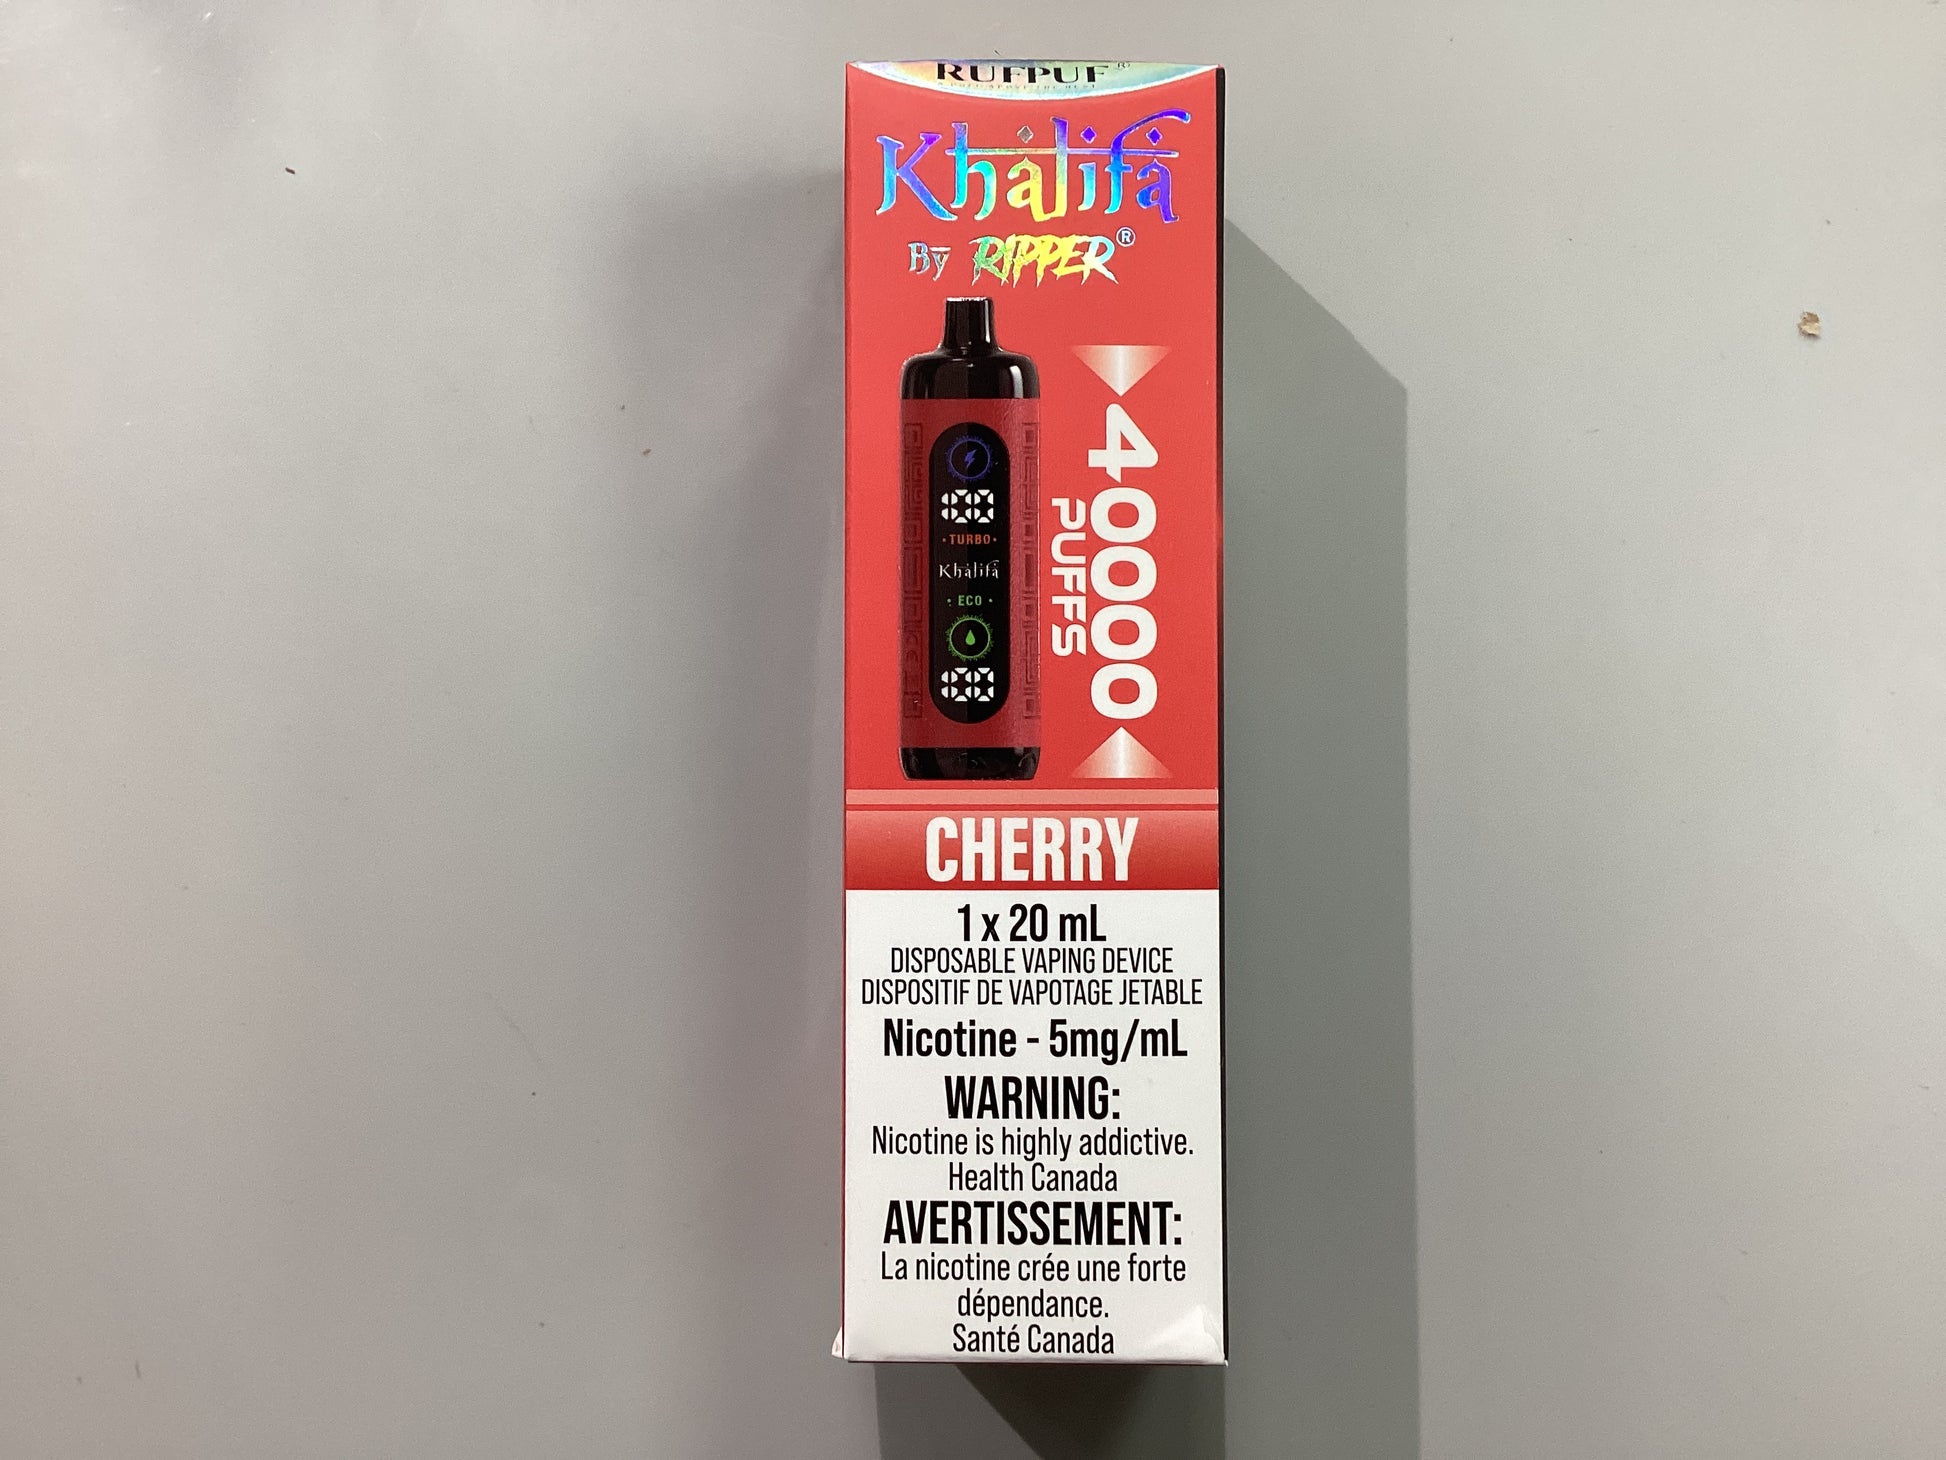 RUFPUF®
Khalifa
By RIPPER®
TURBO
Khalifa
ECO
40000
PUFFS
CHERRY
1 x 20 mL
DISPOSABLE VAPING DEVICE
DISPOSITIF DE VAPOTAGE JETABLE
Nicotine - 5mg/mL
WARNING:
Nicotine is highly addictive.
Health Canada
AVERTISSEMENT:
La nicotine crée une forte
dépendance.
Santé Canada